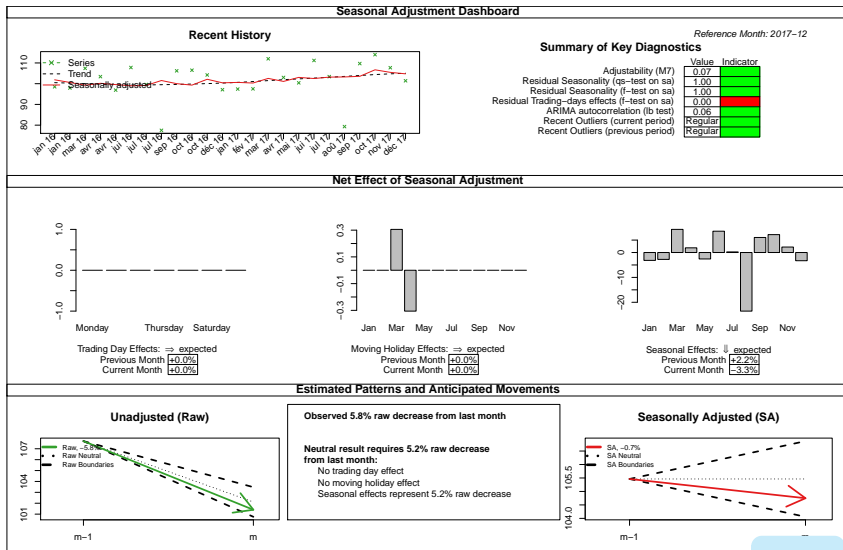 Seasonal Adjustment Dashboard
Recent History
Reference Month: 2017-12
Summary of Key Diagnostics
Series
Trend
Seasonally adjusted
80 90 110
jan 16 jan 16 mar 16 avr 16 avr 16 jui 16 jul 16 jul 16 sep 16 oct 16 oct 16 déc 16 jan 17 fév 17 mar 17 avr 17 mai 17 jul 17 jul 17 aoû 17 sep 17 oct 17 nov 17 déc 17
Value Indicator
Adjustability (M7) 0.07
Residual Seasonality (qs-test on sa) 1.00
Residual Seasonality (f-test on sa) 1.00
Residual Trading-days effects (f-test on sa) 0.00
ARIMA autocorrelation (lb test) 0.06
Recent Outliers (current period) Regular
Recent Outliers (previous period) Regular
Net Effect of Seasonal Adjustment
-1.0 0.0 1.0
Monday Thursday Saturday
Trading Day Effects: ⇒ expected
Previous Month +0.0%
Current Month +0.0%
-0.3 -0.1 0.1 0.3
Jan Mar May Jul Sep Nov
Moving Holiday Effects: ⇒ expected
Previous Month +0.0%
Current Month +0.0%
-20 -10 0
Jan Mar May Jul Sep Nov
Seasonal Effects: ⇓ expected
Previous Month +2.2%
Current Month -3.3%
Estimated Patterns and Anticipated Movements
Unadjusted (Raw)
Raw, -5.8%
Raw Neutral
Raw Boundaries
101 104 107
m-1 m
Observed 5.8% raw decrease from last month
Neutral result requires 5.2% raw decrease
from last month:
No trading day effect
No moving holiday effect
Seasonal effects represent 5.2% raw decrease
Seasonally Adjusted (SA)
SA, -0.7%
SA Neutral
SA Boundaries
104.0 105.5
m-1